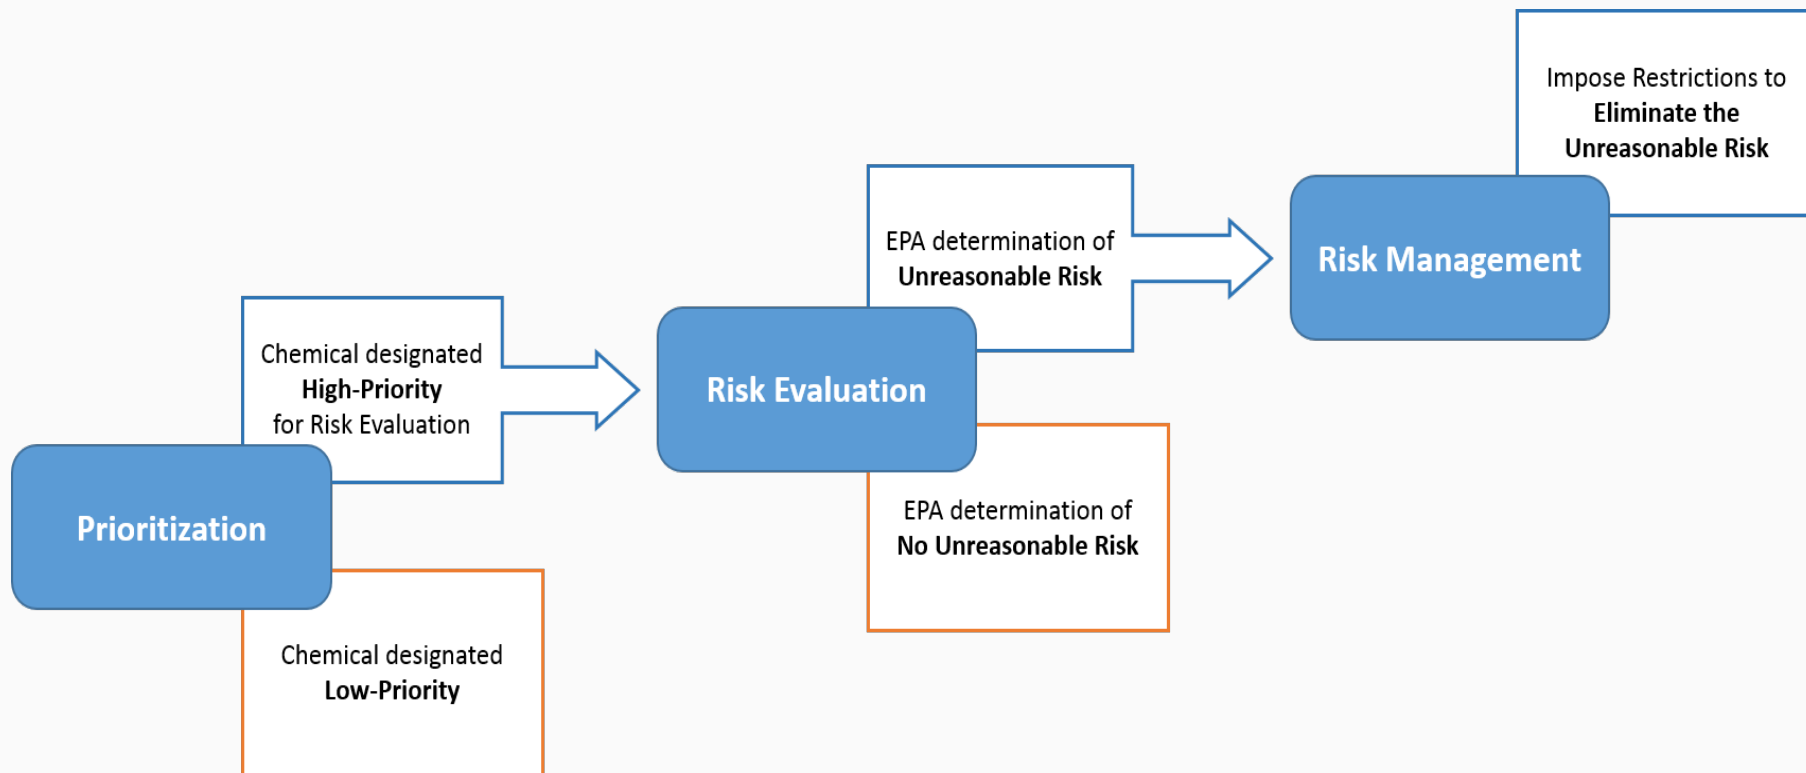 Impose Restrictions to
Eliminate the
Unreasonable Risk
Risk Management
EPA determination of
Unreasonable Risk
Risk Evaluation
EPA determination of
No Unreasonable Risk
Chemical designated
High-Priority
for Risk Evaluation
Prioritization
Chemical designated
Low-Priority